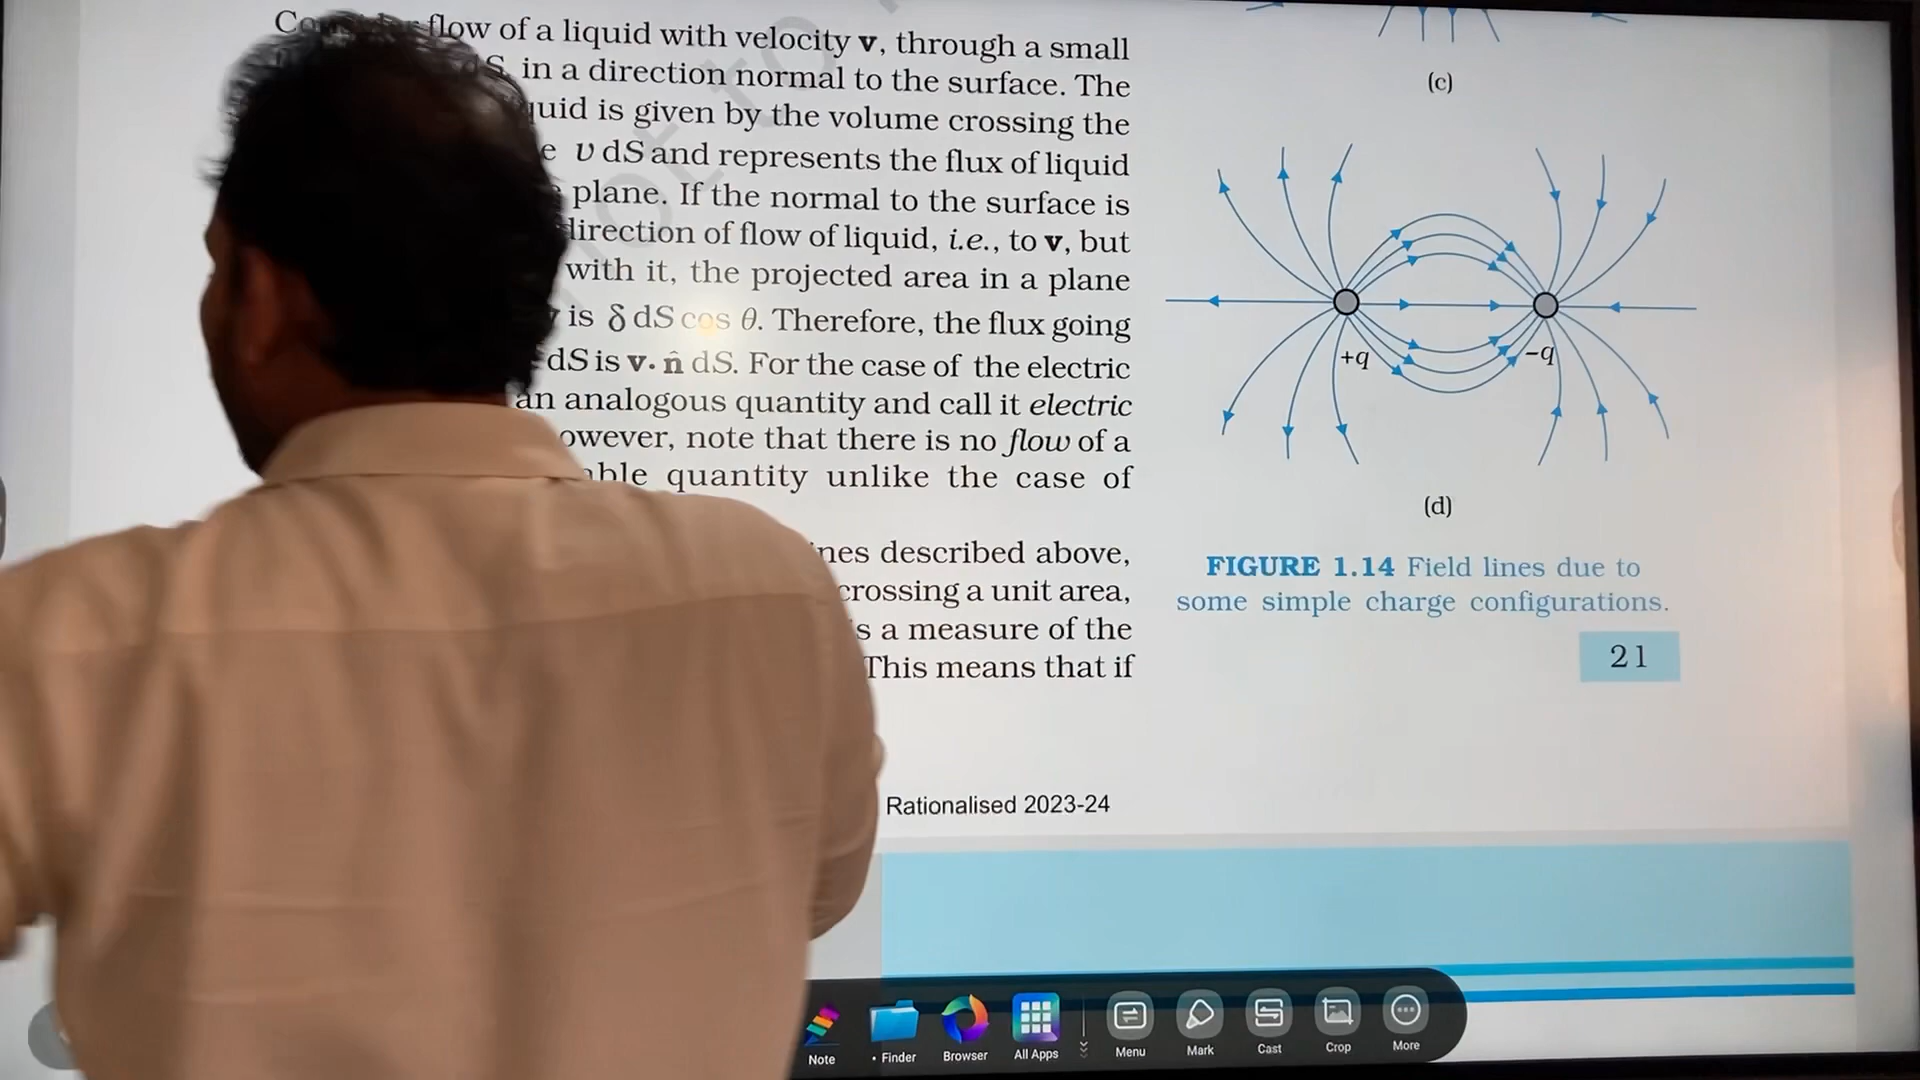 flow of a liquid with velocity v, through a small
dS, in a direction normal to the surface. The
quid is given by the volume crossing the
e υ dS and represents the flux of liquid
plane. If the normal to the surface is
direction of flow of liquid, i.e., to v, but
with it, the projected area in a plane
is δ dS cos θ. Therefore, the flux going
dS is v. n̂ dS. For the case of the electric
an analogous quantity and call it electric
owever, note that there is no flow of a
able quantity unlike the case of
nes described above,
crossing a unit area,
s a measure of the
This means that if
(c)
+q
–q
(d)
FIGURE 1.14 Field lines due to
some simple charge configurations.
21
Rationalised 2023-24
not to
Note
Finder
Browser
All Apps
Menu
Mark
Cast
Crop
More